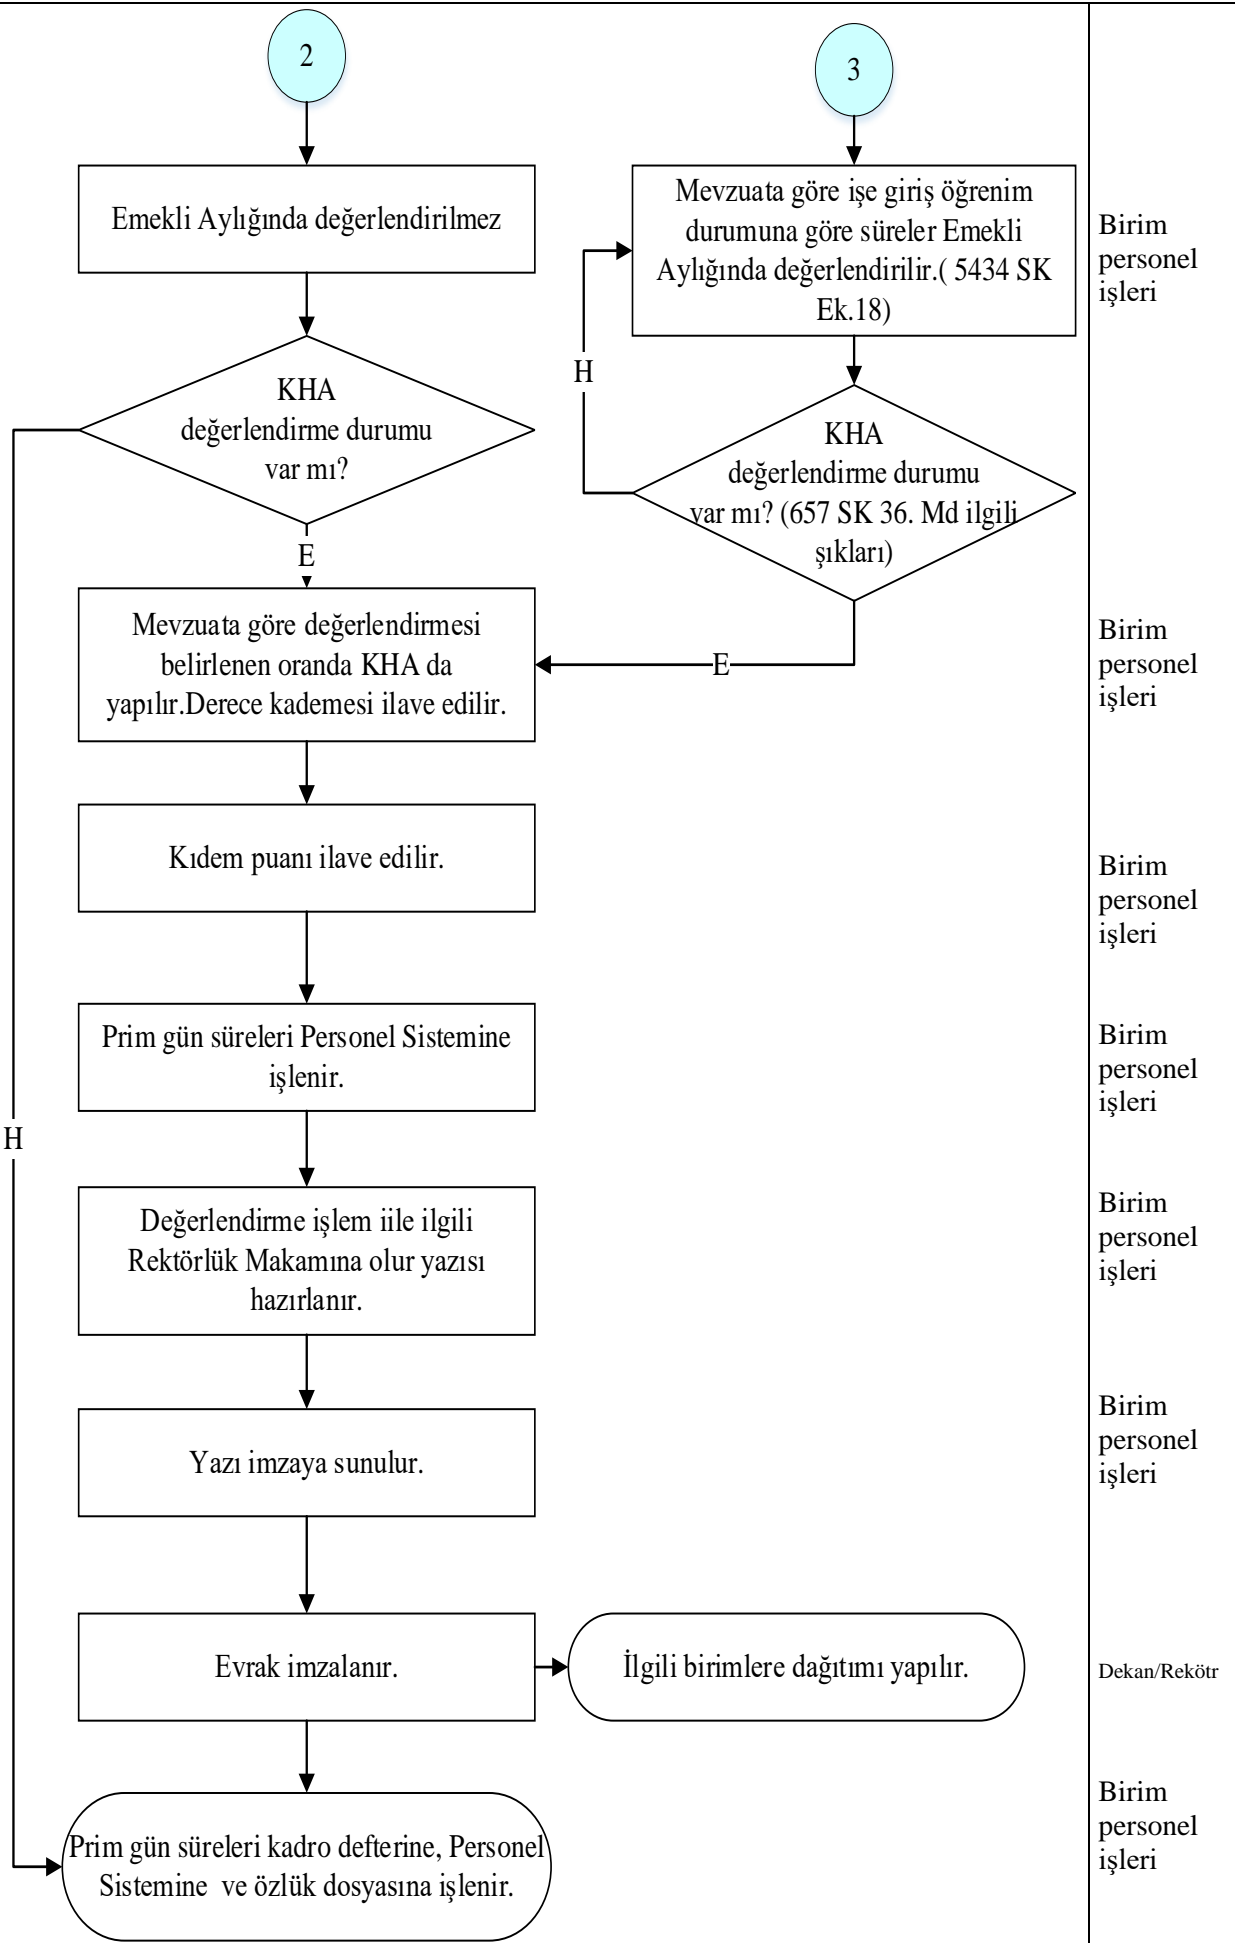 2
3
Emekli Aylığında değerlendirilmez
Mevzuata göre işe giriş öğrenim
durumuna göre süreler Emekli
Aylığında değerlendirilir.( 5434 SK
Ek.18)
Birim
personel
işleri
H
KHA
değerlendirme durumu
var mı?
KHA
değerlendirme durumu
var mı? (657 SK 36. Md ilgili
şıkları)
E
Mevzuata göre değerlendirmesi
belirlenen oranda KHA da
yapılır.Derece kademesi ilave edilir.
E
Birim
personel
işleri
Kıdem puanı ilave edilir.
Birim
personel
işleri
Prim gün süreleri Personel Sistemine
işlenir.
Birim
personel
işleri
H
Değerlendirme işlem iile ilgili
Rektörlük Makamına olur yazısı
hazırlanır.
Birim
personel
işleri
Yazı imzaya sunulur.
Birim
personel
işleri
Evrak imzalanır.
İlgili birimlere dağıtımı yapılır.
Dekan/Rekötr
Prim gün süreleri kadro defterine, Personel
Sistemine  ve özlük dosyasına işlenir.
Birim
personel
işleri